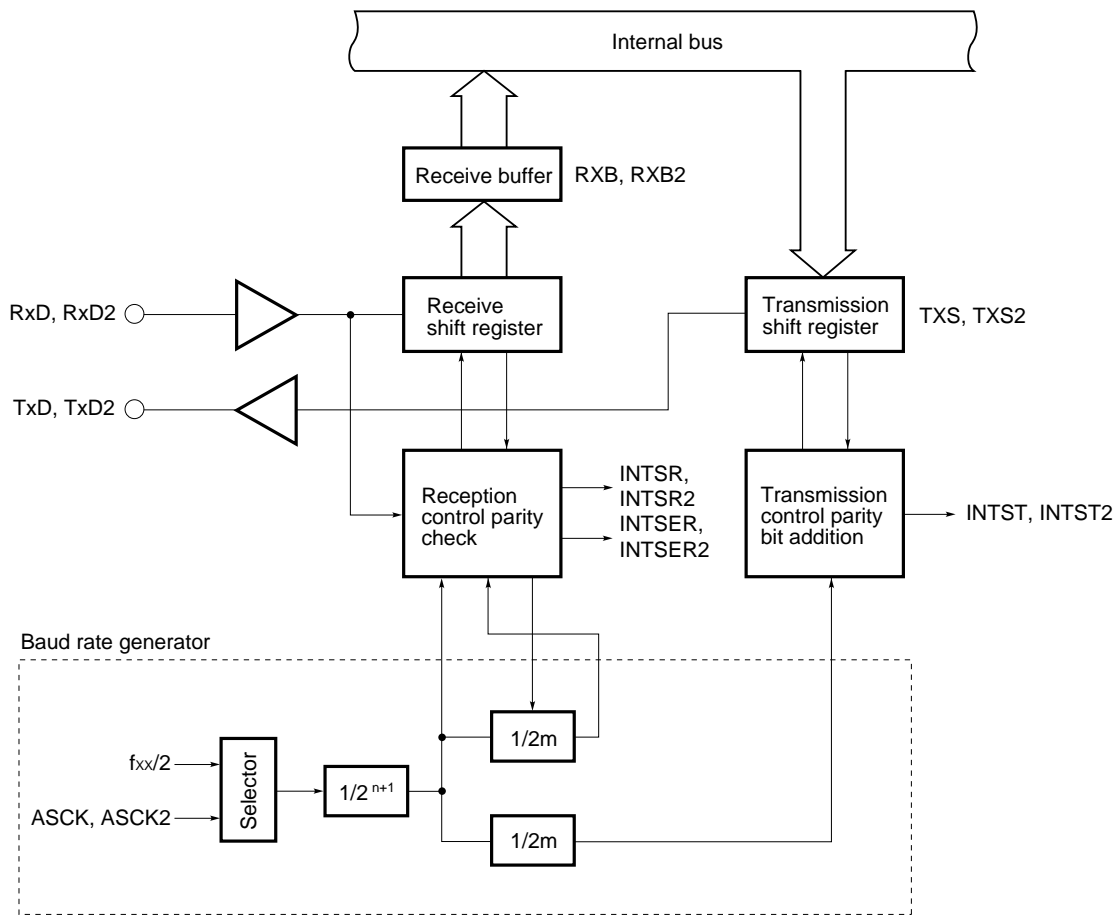 Internal bus
Receive buffer
RXB, RXB2
RxD, RxD2
Receive
shift register
Transmission
shift register
TXS, TXS2
TxD, TxD2
Reception
control parity
check
INTSR,
INTSR2
INTSER,
INTSER2
Transmission
control parity
bit addition
INTST, INTST2
Baud rate generator
fxx/2
ASCK, ASCK2
Selector
1/2 n+1
1/2m
1/2m